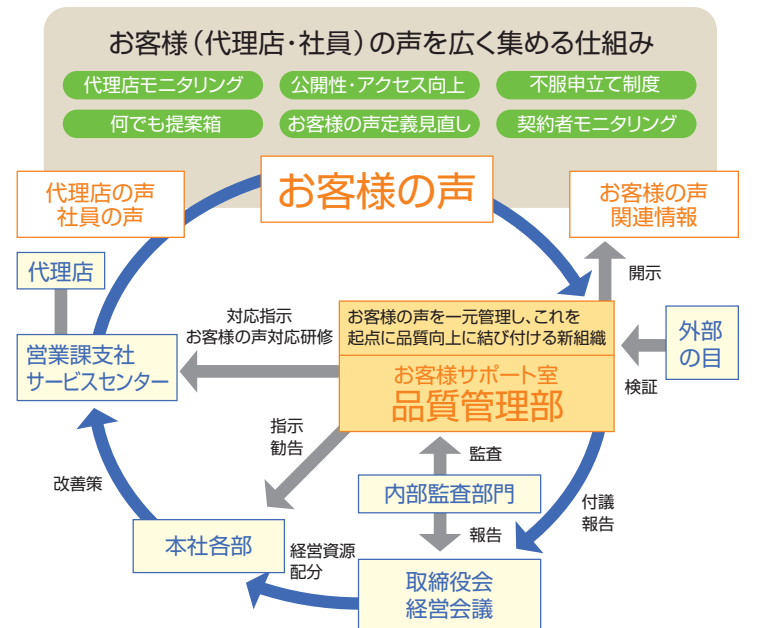 お客様（代理店・社員）の声を広く集める仕組み
代理店モニタリング
公開性・アクセス向上
不服申立て制度
何でも提案箱
お客様の声定義見直し
契約者モニタリング
代理店の声
社員の声
お客様の声
お客様の声
関連情報
代理店
開示
対応指示
お客様の声対応研修
お客様の声を一元管理し、これを
起点に品質向上に結び付ける新組織
お客様サポート室
品質管理部
外部
の目
検証
営業課支社
サービスセンター
指示
勧告
監査
内部監査部門
付議
報告
改善策
報告
本社各部
経営資源
配分
取締役会
経営会議